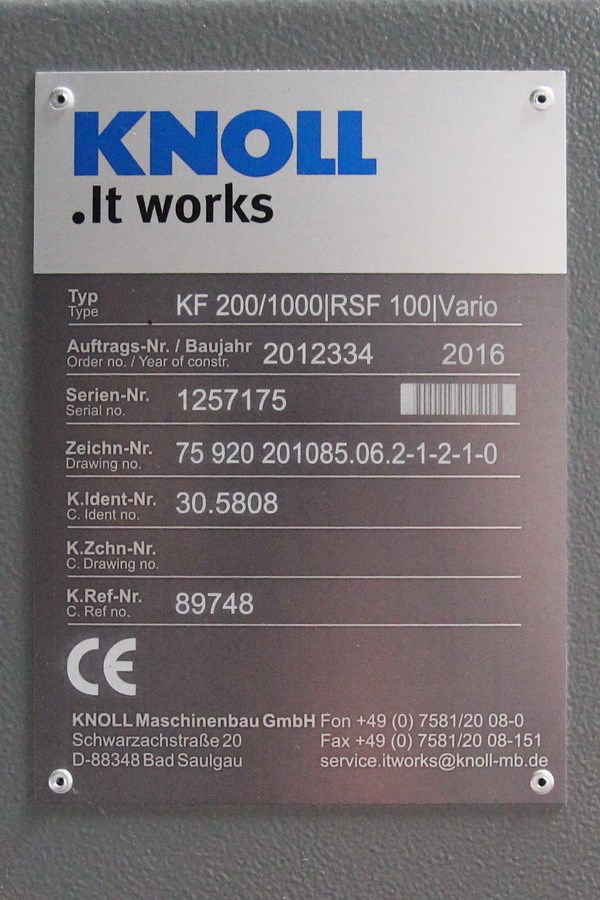 KNOLL
.It works
Typ
Type
KF 200/1000|RSF 100|Vario
Auftrags-Nr. / Baujahr
Order no. / Year of constr.
2012334 2016
Serien-Nr.
Serial no.
1257175
Zeichn-Nr.
Drawing no.
75 920 201085.06.2-1-2-1-0
K.Ident-Nr.
C. Ident no.
30.5808
K.Zchn-Nr.
C. Drawing no.
K.Ref-Nr.
C. Ref no.
89748
CE
KNOLL Maschinenbau GmbH Fon +49 (0) 7581/20 08-0
Schwarzachstraße 20 Fax +49 (0) 7581/20 08-151
D-88348 Bad Saulgau service.itworks@knoll-mb.de